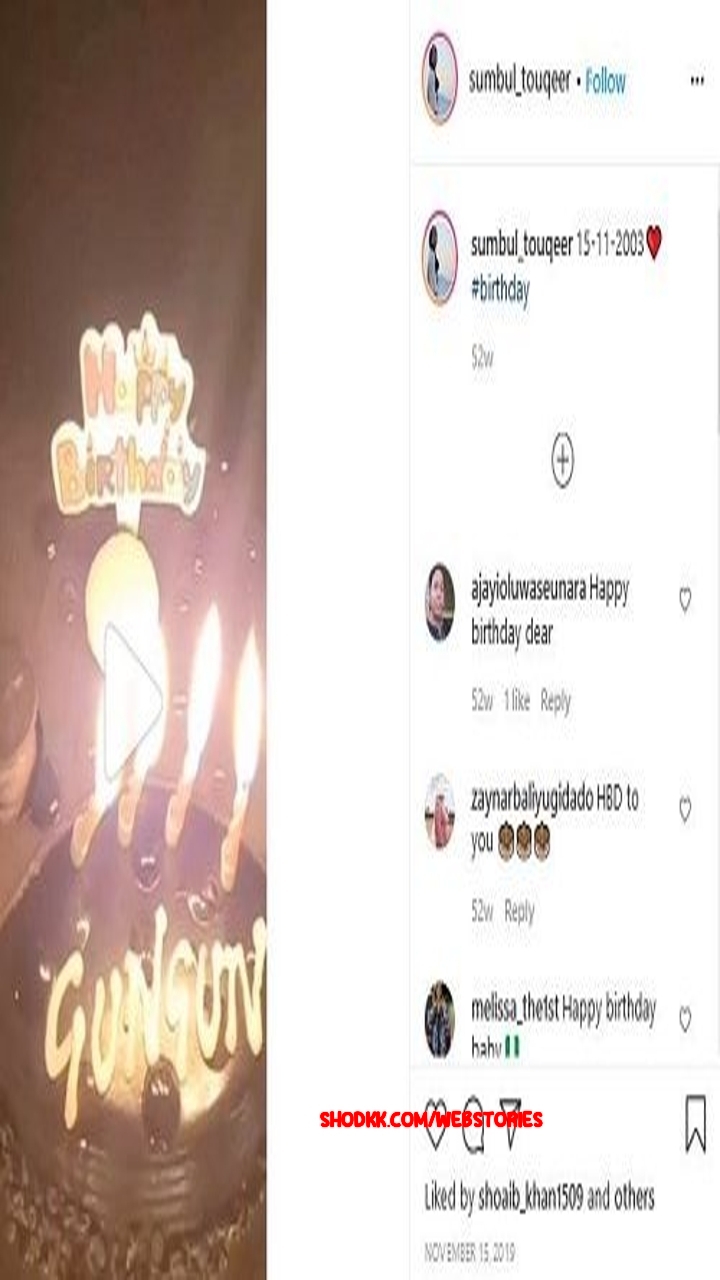 Happy
Birthday
GUNGUN
sumbul_touqeer • Follow
sumbul_touqeer 15-11-2003❤️
#birthday
52w
ajayioluwaseunara Happy
birthday dear
52w 1 like Reply
zaynarbaliyugidado HBD to
you 🎂🎂🎂
52w Reply
melissa_the1st Happy birthday
baby
SHODKK.COM/WEBSTORIES
Liked by shoaib_khan1509 and others
NOVEMBER 15, 2019